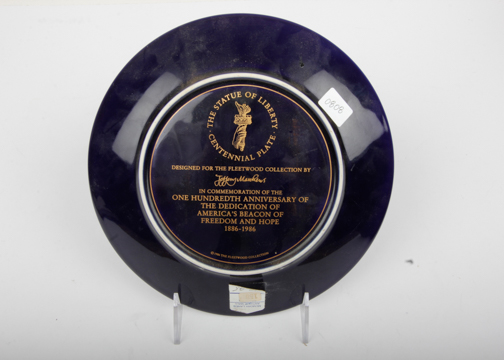 THE STATUE OF LIBERTY
CENTENNIAL PLATE
DESIGNED FOR THE FLEETWOOD COLLECTION BY
IN COMMEMORATION OF THE
ONE HUNDREDTH ANNIVERSARY OF
THE DEDICATION OF
AMERICA'S BEACON OF
FREEDOM AND HOPE
1886-1986